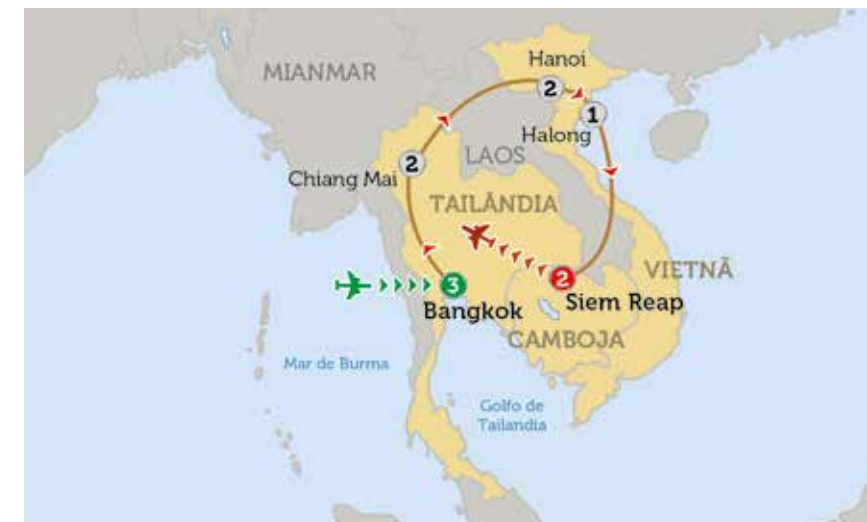 Hanoi
MIANMAR
2
1
Halong
LAOS
Chiang Mai
2
TAILÂNDIA
VIETNÃ
3
2
Bangkok
Siem Reap
CAMBOJA
Mar de Burma
Golfo de
Tailandia